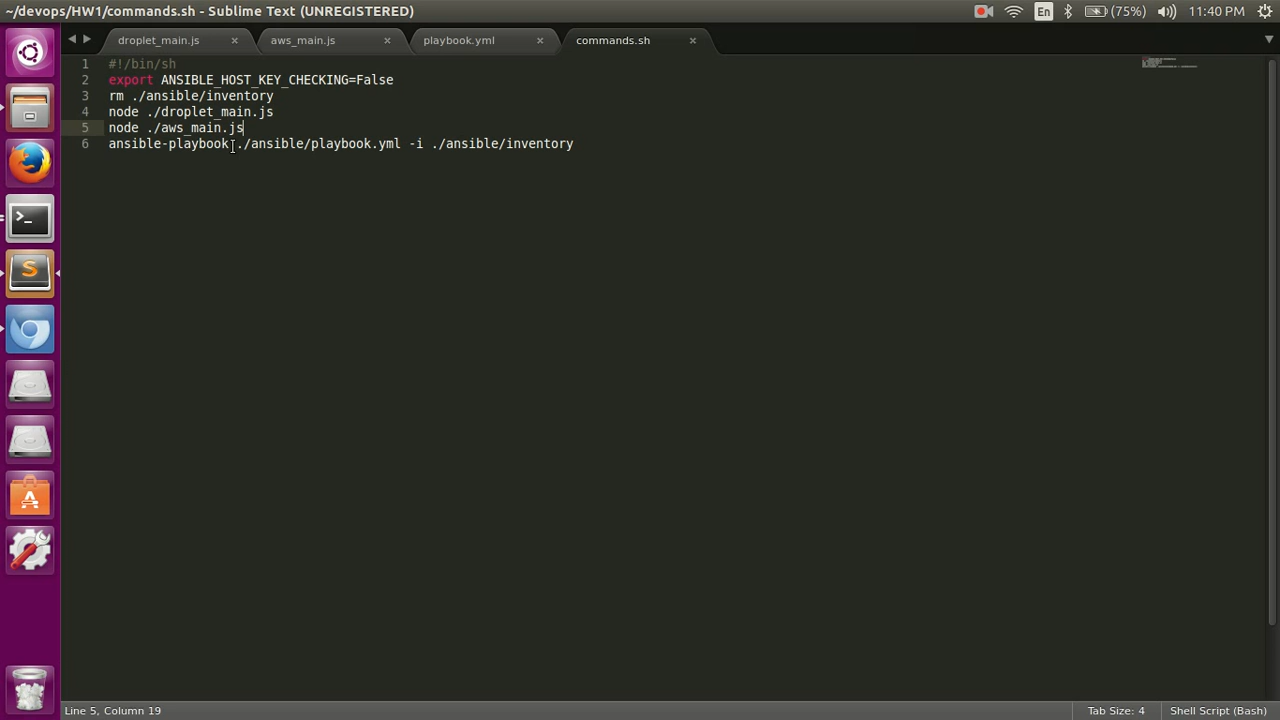 ~/devops/HW1/commands.sh - Sublime Text (UNREGISTERED)
En
(75%)
11:40 PM
droplet_main.js
aws_main.js
playbook.yml
commands.sh
1 #!/bin/sh
2 export ANSIBLE_HOST_KEY_CHECKING=False
3 rm ./ansible/inventory
4 node ./droplet_main.js
5 node ./aws_main.js
6 ansible-playbook ./ansible/playbook.yml -i ./ansible/inventory
Line 5, Column 19
Tab Size: 4
Shell Script (Bash)